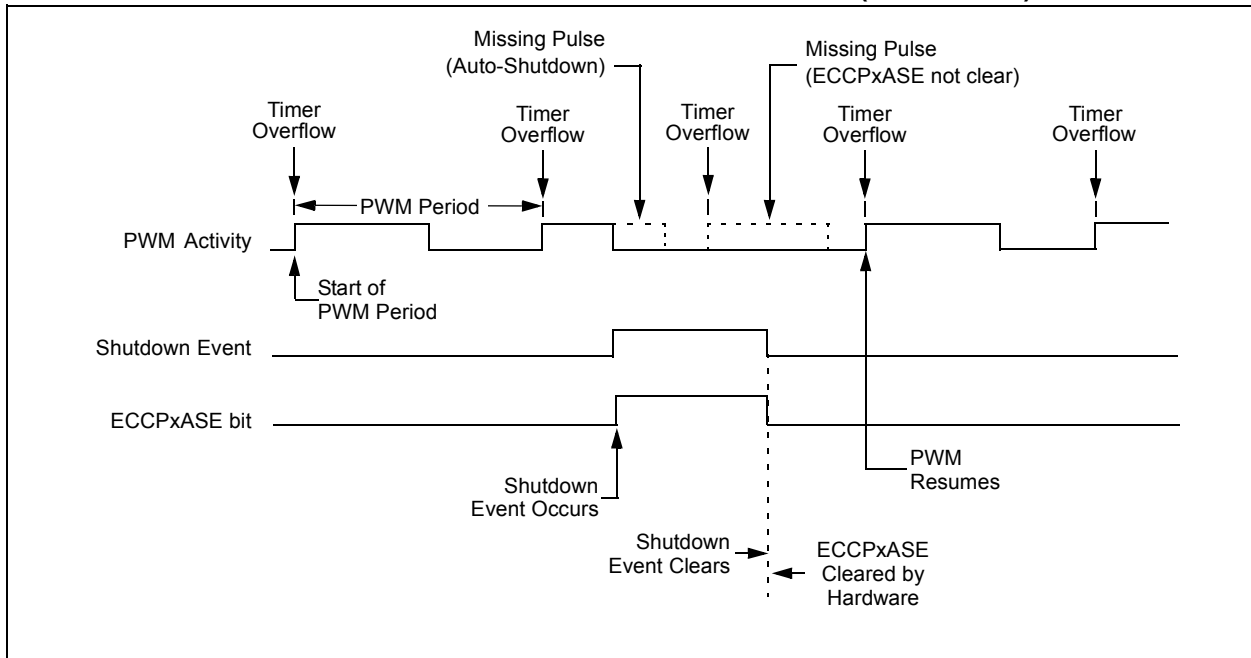 Missing Pulse
(Auto-Shutdown)
Missing Pulse
(ECCPxASE not clear)
Timer
Overflow
Timer
Overflow
Timer
Overflow
Timer
Overflow
Timer
Overflow
PWM Period
PWM Activity
Start of
PWM Period
Shutdown Event
ECCPxASE bit
Shutdown
Event Occurs
PWM
Resumes
Shutdown
Event Clears
ECCPxASE
Cleared by
Hardware